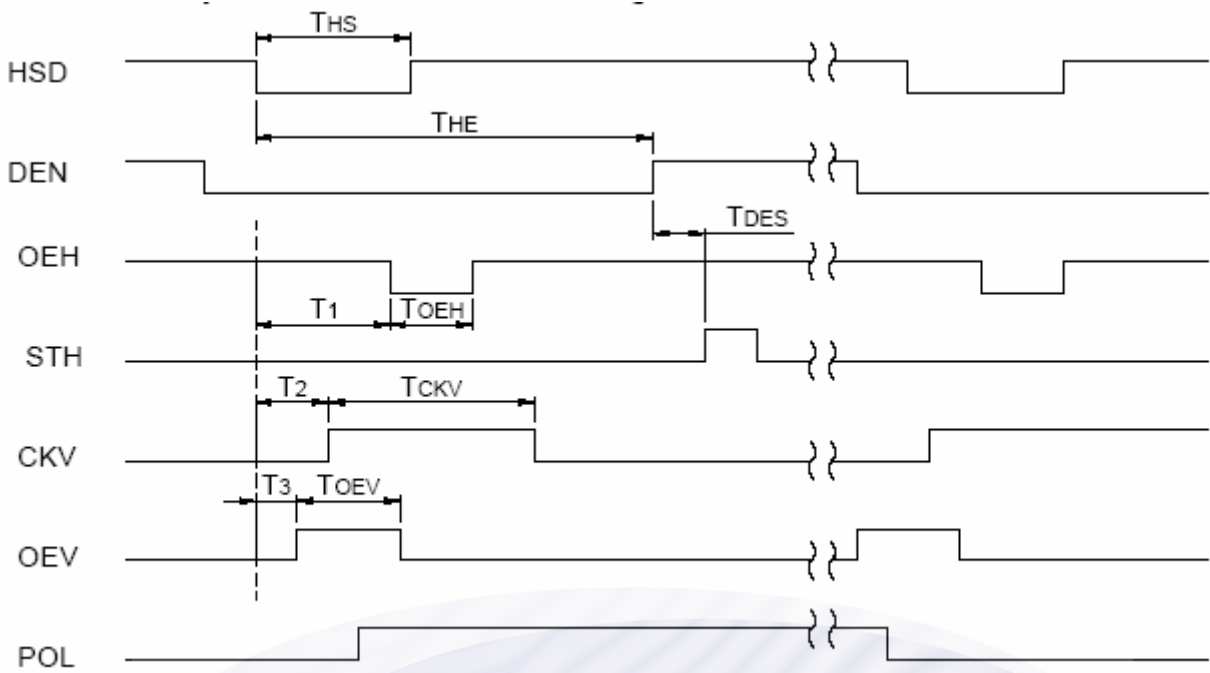 THS
HSD
THE
DEN
TDES
OEH
T1 TOEH
STH
T2 TCKV
CKV
T3 TOEV
OEV
POL